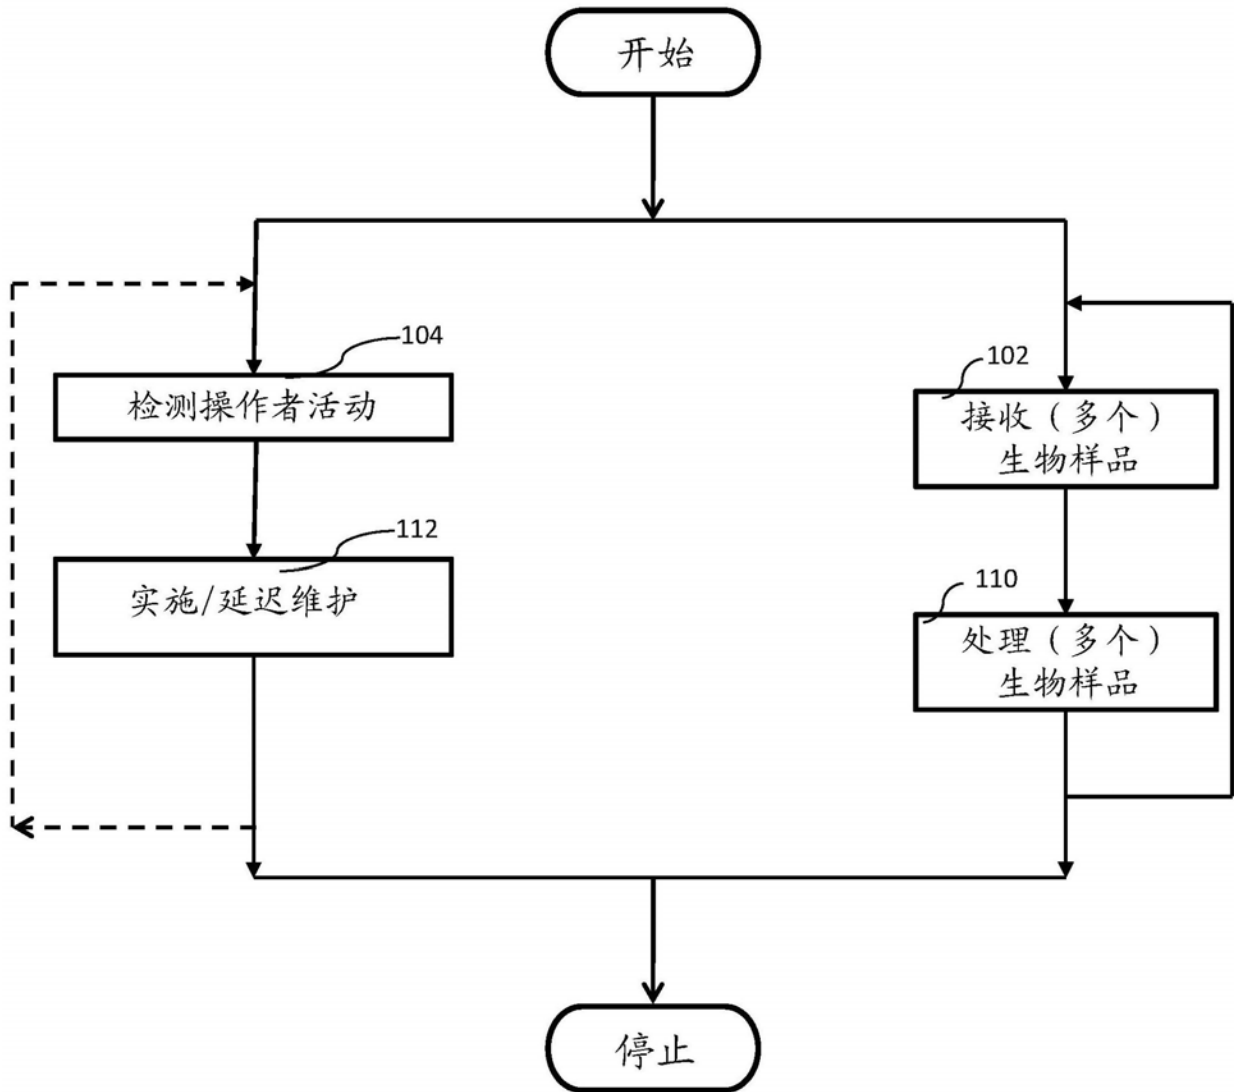 开始
104
检测操作者活动
102
接收（多个）
生物样品
112
实施/延迟维护
110
处理（多个）
生物样品
停止